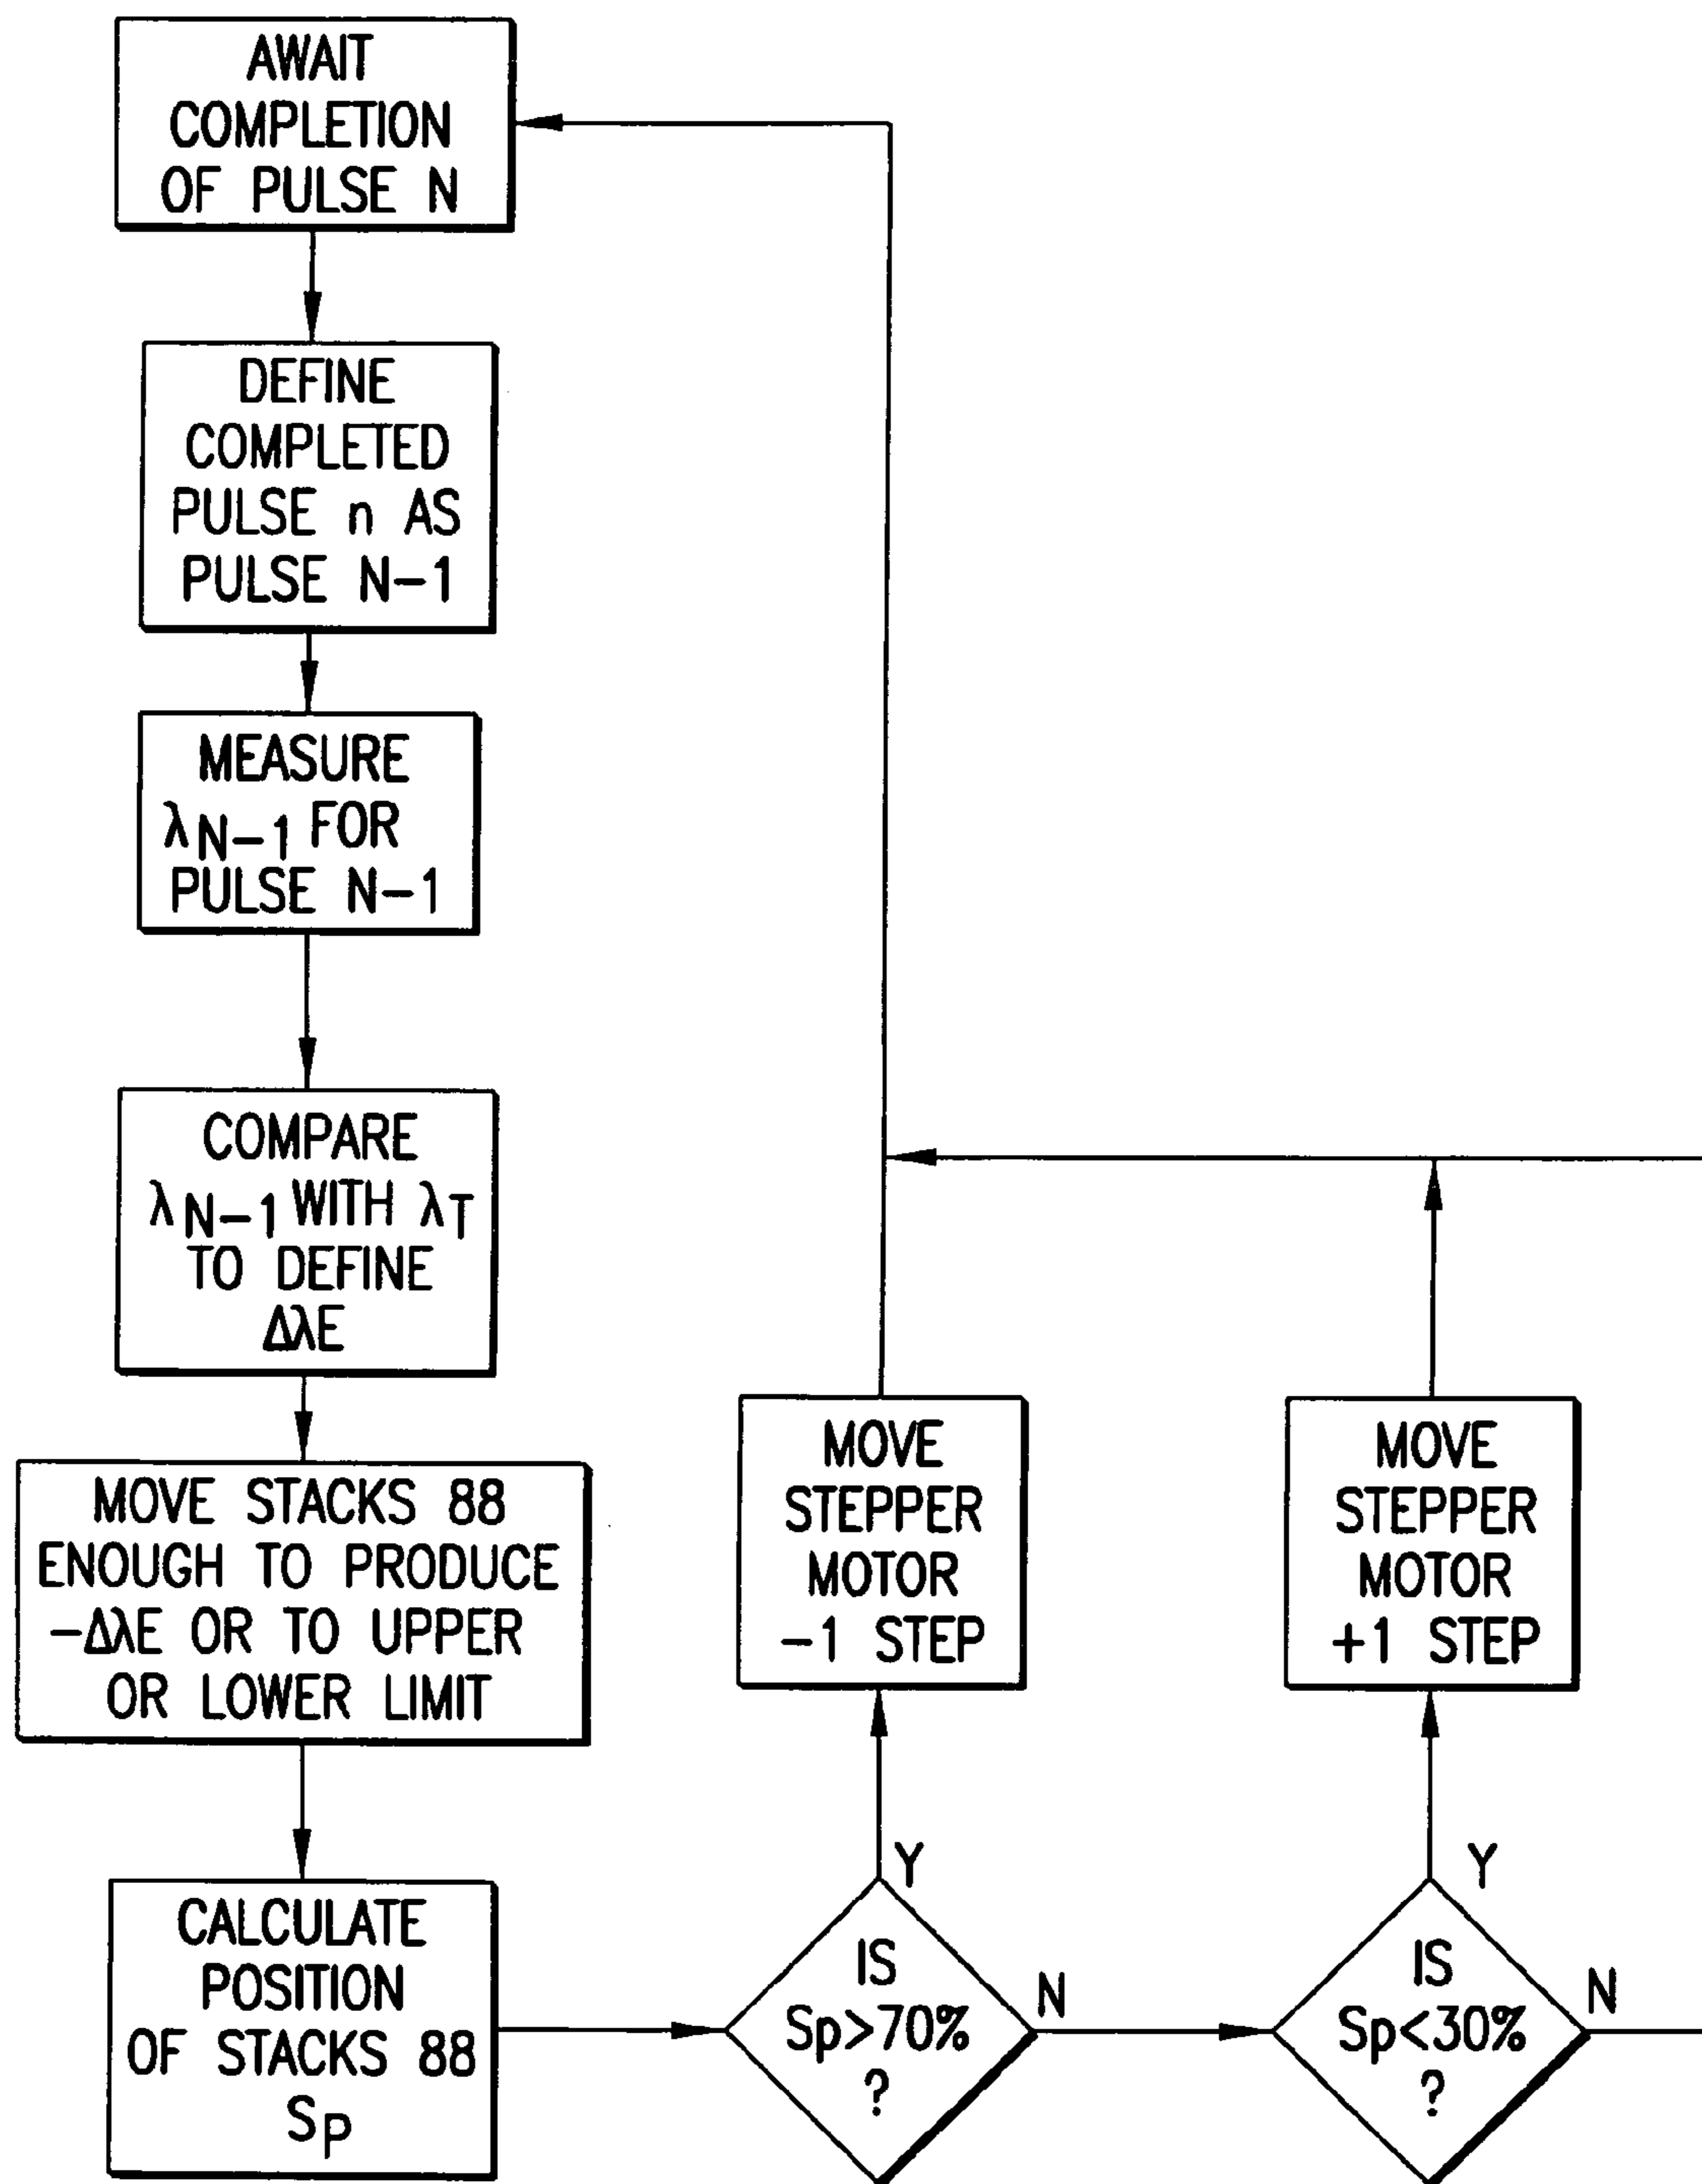 AWAIT
COMPLETION
OF PULSE N
DEFINE
COMPLETED
PULSE n AS
PULSE N-1
MEASURE
λN-1 FOR
PULSE N-1
COMPARE
λN-1 WITH λT
TO DEFINE
ΔλE
MOVE STACKS 88
ENOUGH TO PRODUCE
-ΔλE OR TO UPPER
OR LOWER LIMIT
CALCULATE
POSITION
OF STACKS 88
SP
IS
Sp>70%
?
Y
N
MOVE
STEPPER
MOTOR
-1 STEP
IS
Sp<30%
?
Y
N
MOVE
STEPPER
MOTOR
+1 STEP